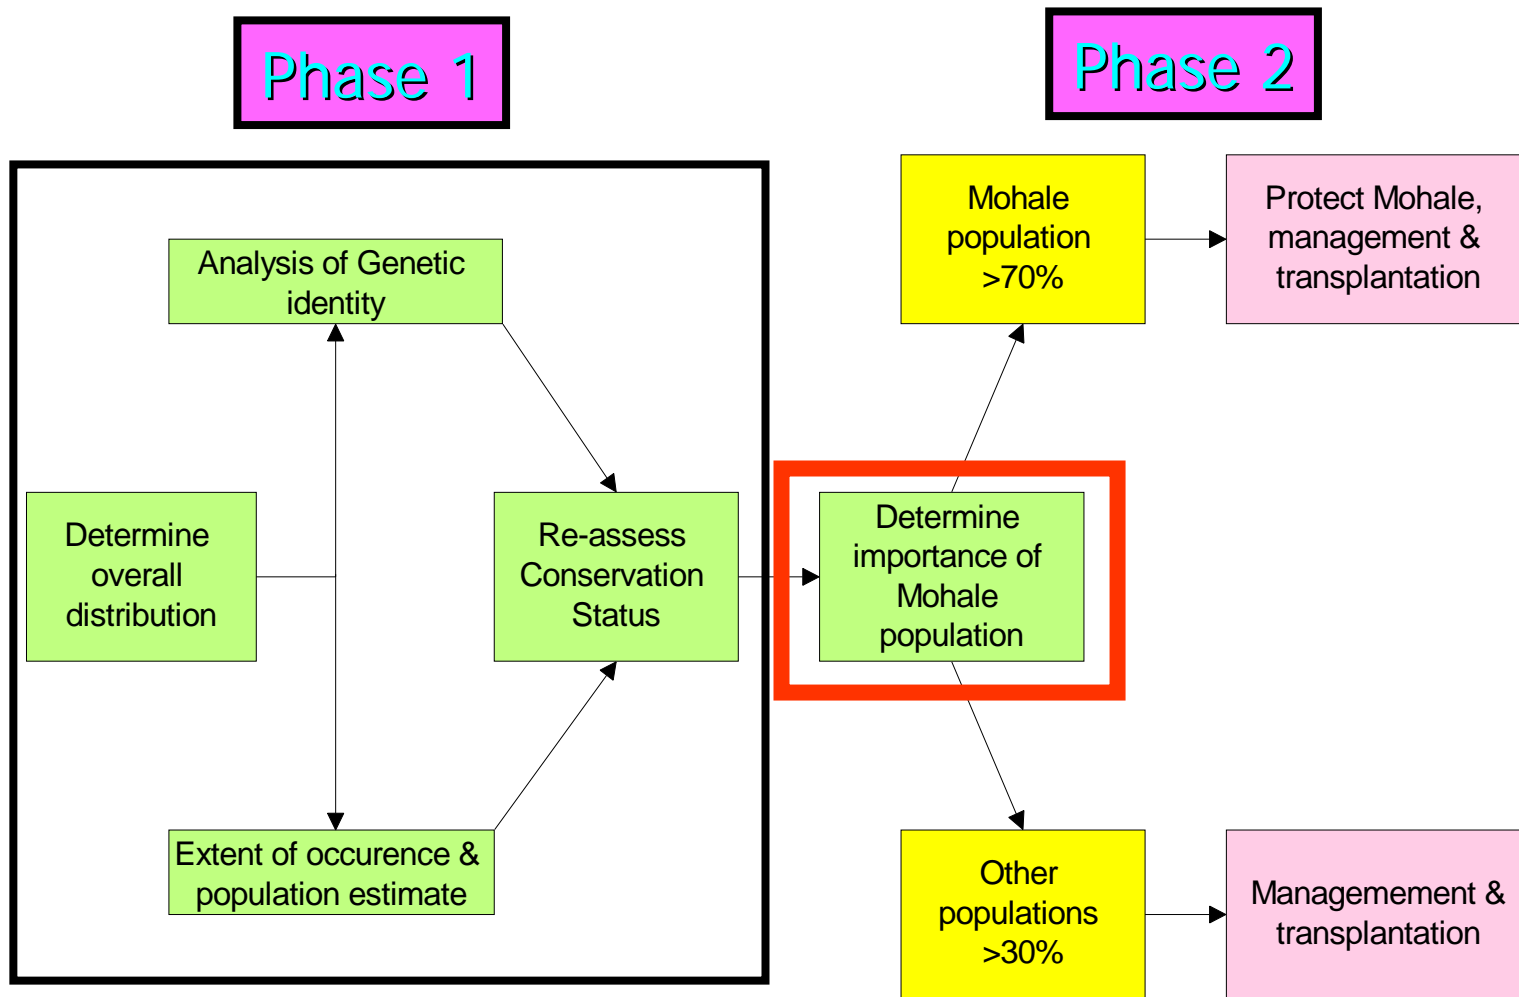 Phase 1
Phase 2
Analysis of Genetic
identity
Determine
overall
distribution
Re-assess
Conservation
Status
Extent of occurence &
population estimate
Determine
importance of
Mohale
population
Mohale
population
>70%
Protect Mohale,
management &
transplantation
Other
populations
>30%
Managemement &
transplantation